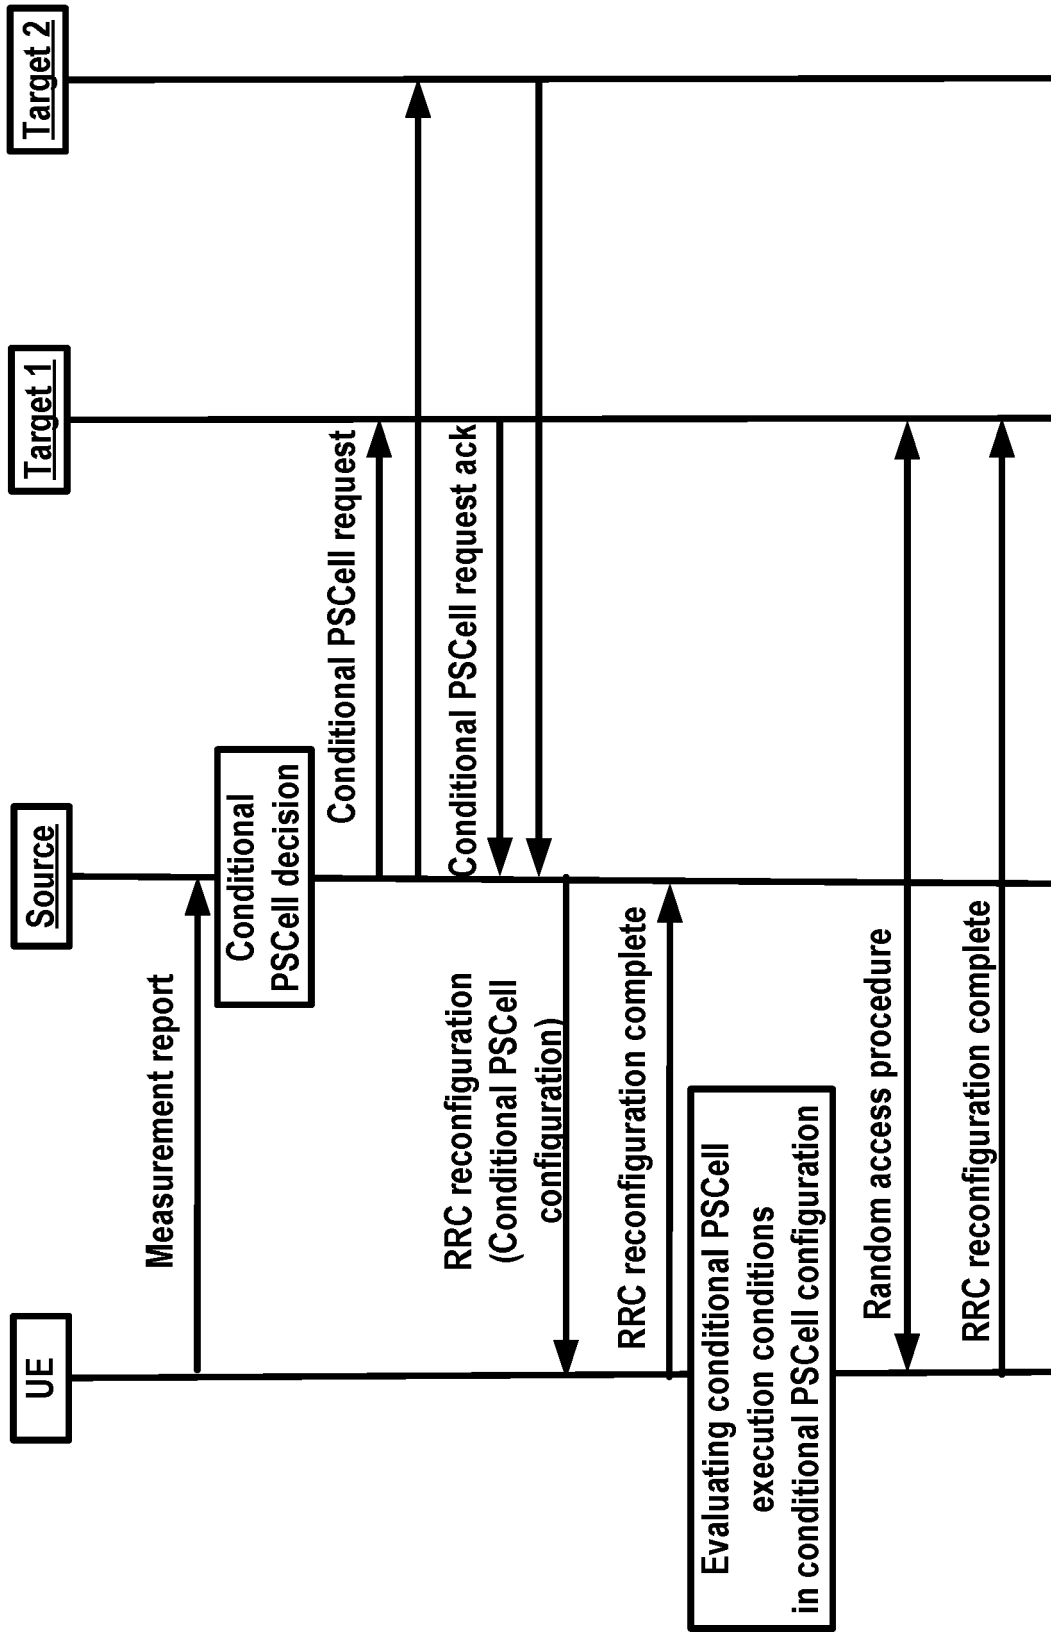 UE
Source
Target 1
Target 2
Measurement report
Conditional
PSCell decision
Conditional PSCell request
Conditional PSCell request ack
RRC reconfiguration
(Conditional PSCell
configuration)
RRC reconfiguration complete
Evaluating conditional PSCell
execution conditions
in conditional PSCell configuration
Random access procedure
RRC reconfiguration complete